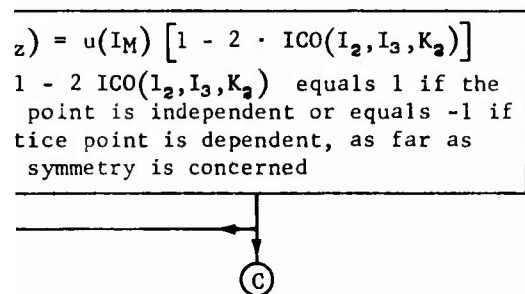 z) = u(I_M) [1 - 2 · ICO(I_2,I_3,K_2)]
1 - 2 ICO(I_2,I_3,K_2) equals 1 if the
point is independent or equals -1 if
tice point is dependent, as far as
symmetry is concerned
C